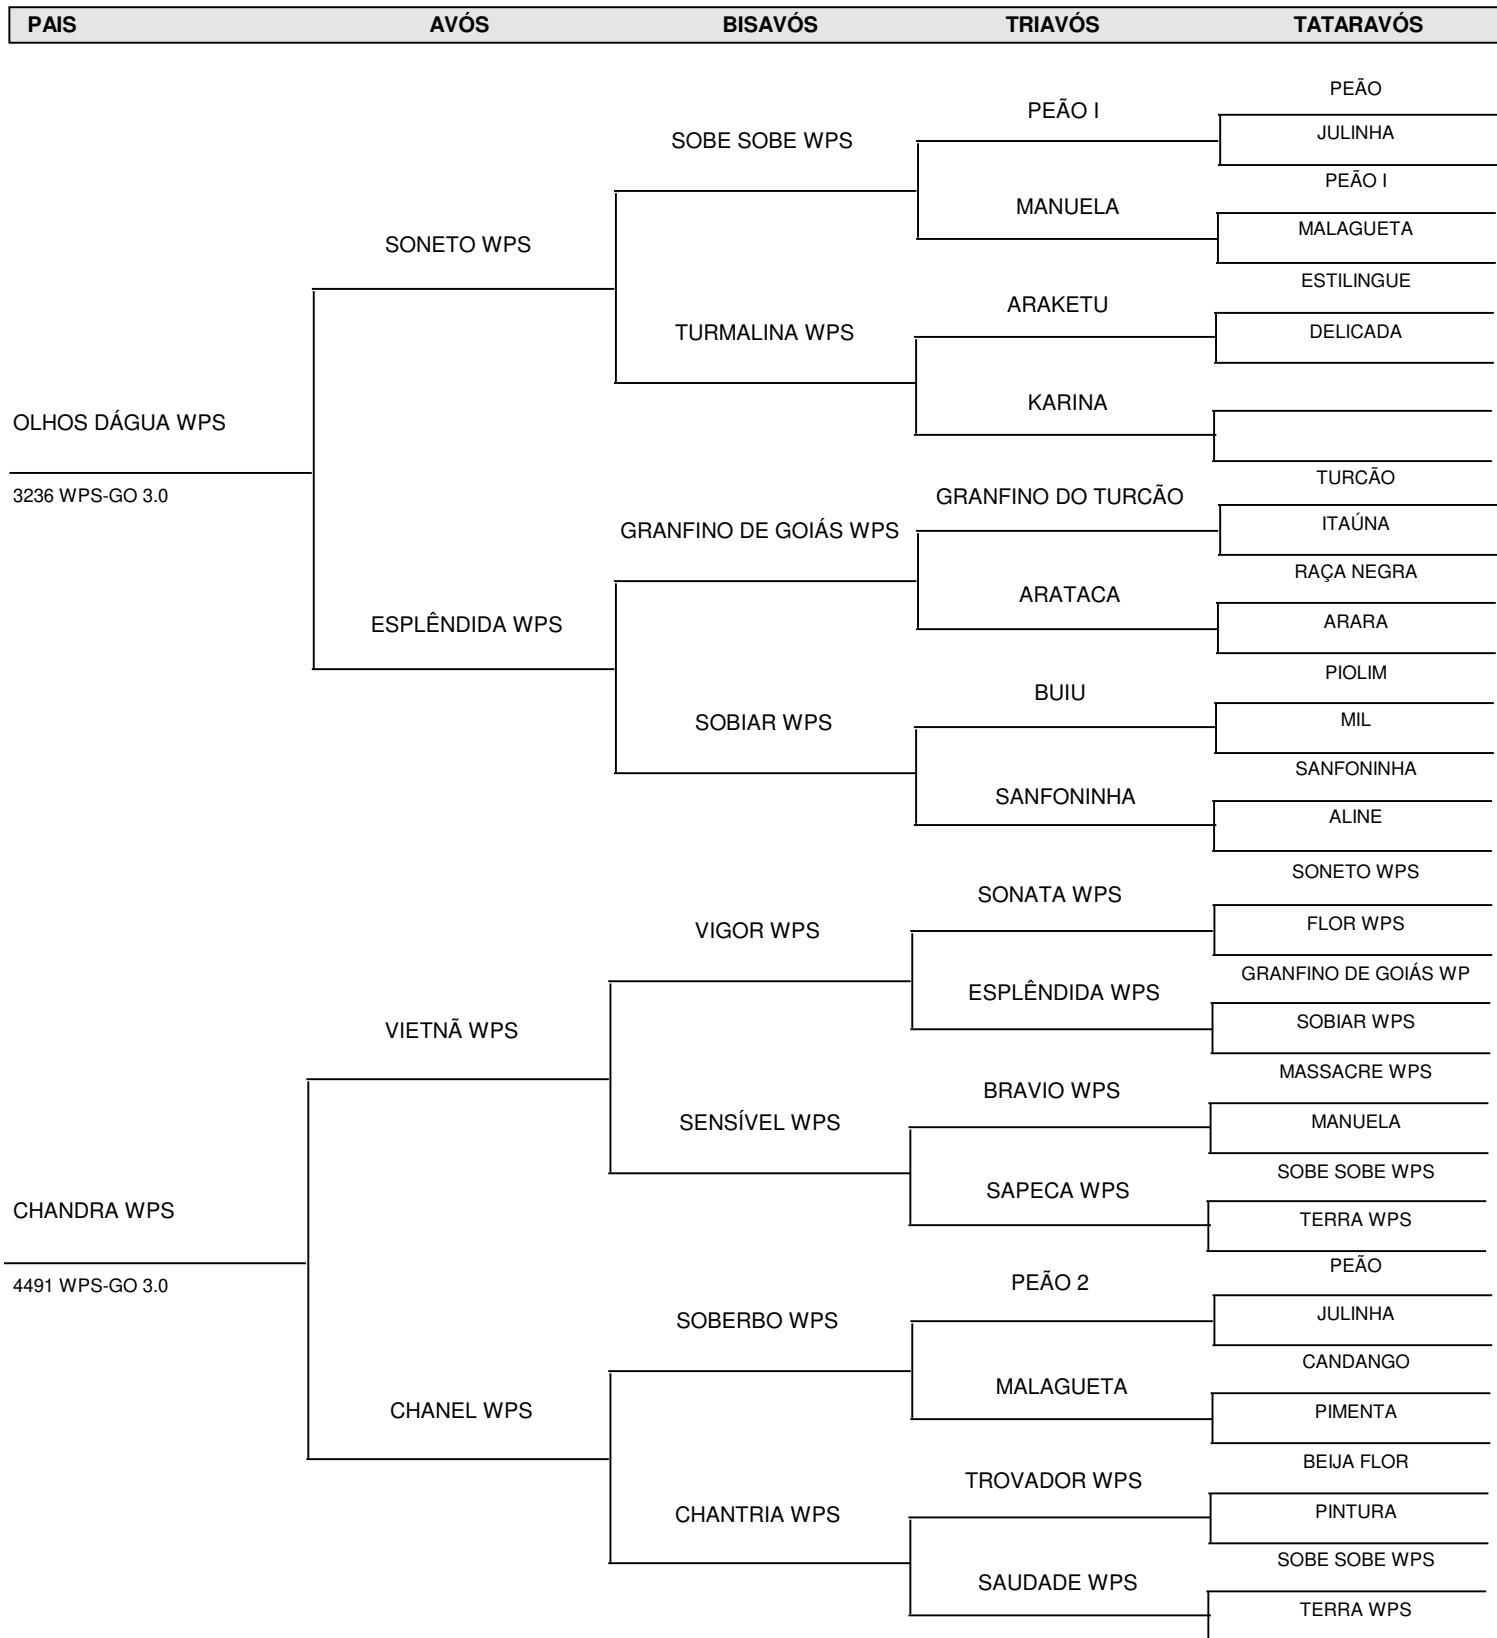 PAIS AVÓS BISAVÓS TRIAVÓS TATARAVÓS
PEÃO
PEÃO I
JULINHA
SOBE SOBE WPS
PEÃO I
MANUELA
MALAGUETA
SONETO WPS
ESTILINGUE
ARAKETU
TURMALINA WPS
DELICADA
KARINA
OLHOS DÁGUA WPS
TURCÃO
3236 WPS-GO 3.0
GRANFINO DO TURCÃO
ITAÚNA
GRANFINO DE GOIÁS WPS
RAÇA NEGRA
ARATACA
ARARA
ESPLÊNDIDA WPS
PIOLIM
BUIU
MIL
SOBIAR WPS
SANFONINHA
SANFONINHA
ALINE
SONETO WPS
SONATA WPS
FLOR WPS
VIGOR WPS
GRANFINO DE GOIÁS WP
ESPLÊNDIDA WPS
SOBIAR WPS
VIETNÃ WPS
MASSACRE WPS
BRAVIO WPS
MANUELA
SENSÍVEL WPS
SOBE SOBE WPS
SAPECA WPS
CHANDRA WPS
TERRA WPS
PEÃO
4491 WPS-GO 3.0
PEÃO 2
JULINHA
SOBERBO WPS
CANDANGO
MALAGUETA
CHANEL WPS
PIMENTA
BEIJA FLOR
TROVADOR WPS
PINTURA
CHANTRIA WPS
SOBE SOBE WPS
SAUDADE WPS
TERRA WPS